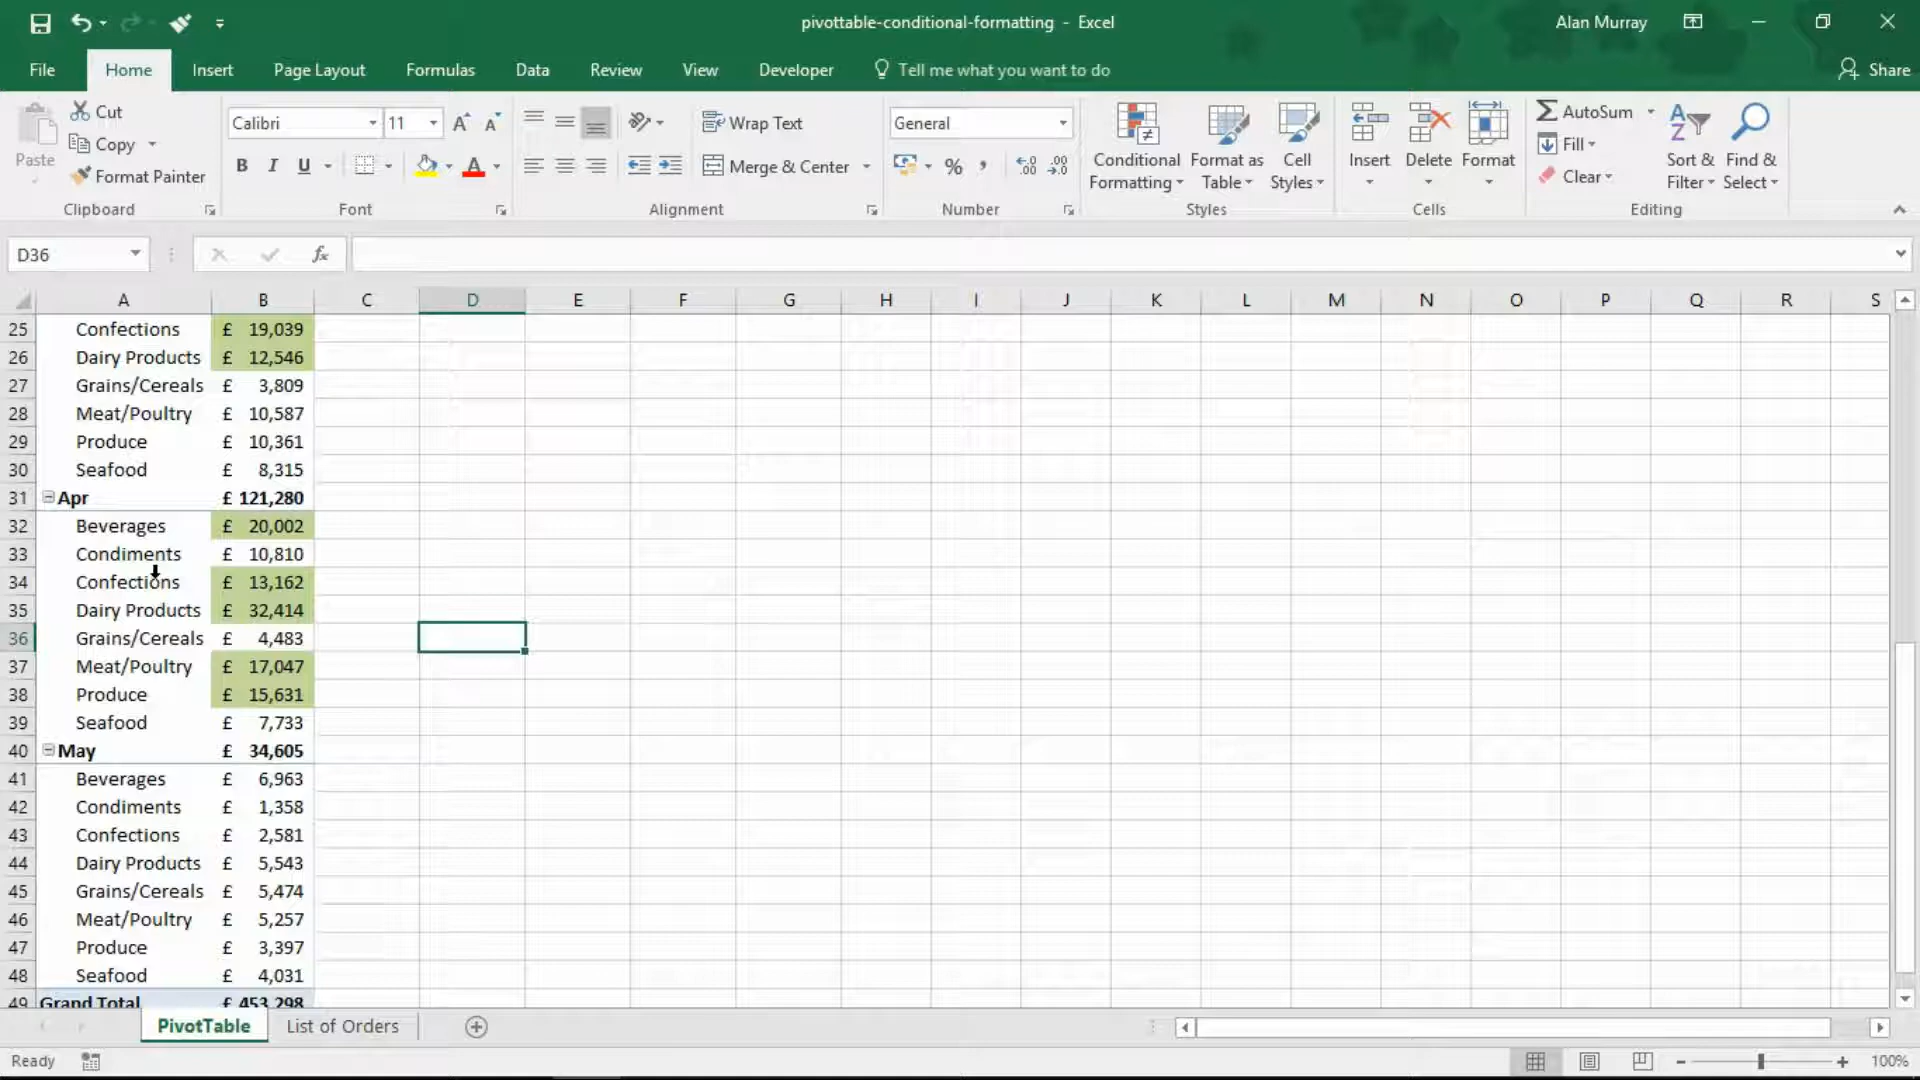 pivottable-conditional-formatting - Excel
Alan Murray
File Home Insert Page Layout Formulas Data Review View Developer Tell me what you want to do Share
Paste
Cut
Copy
Format Painter
Clipboard
Calibri 11
B I U A
Font
Wrap Text
Merge & Center
Alignment
General
% , .00
Number
Conditional Formatting
Format as Table
Cell Styles
Styles
Insert Delete Format
Cells
AutoSum
Fill
Clear
Sort & Filter
Find & Select
Editing
D36 fx
A B C D E F G H I J K L M N O P Q R S
25 Confections £ 19,039
26 Dairy Products £ 12,546
27 Grains/Cereals £ 3,809
28 Meat/Poultry £ 10,587
29 Produce £ 10,361
30 Seafood £ 8,315
31 Apr £ 121,280
32 Beverages £ 20,002
33 Condiments £ 10,810
34 Confections £ 13,162
35 Dairy Products £ 32,414
36 Grains/Cereals £ 4,483
37 Meat/Poultry £ 17,047
38 Produce £ 15,631
39 Seafood £ 7,733
40 May £ 34,605
41 Beverages £ 6,963
42 Condiments £ 1,358
43 Confections £ 2,581
44 Dairy Products £ 5,543
45 Grains/Cereals £ 5,474
46 Meat/Poultry £ 5,257
47 Produce £ 3,397
48 Seafood £ 4,031
49 Grand Total £ 453,298
PivotTable List of Orders
Ready 100%